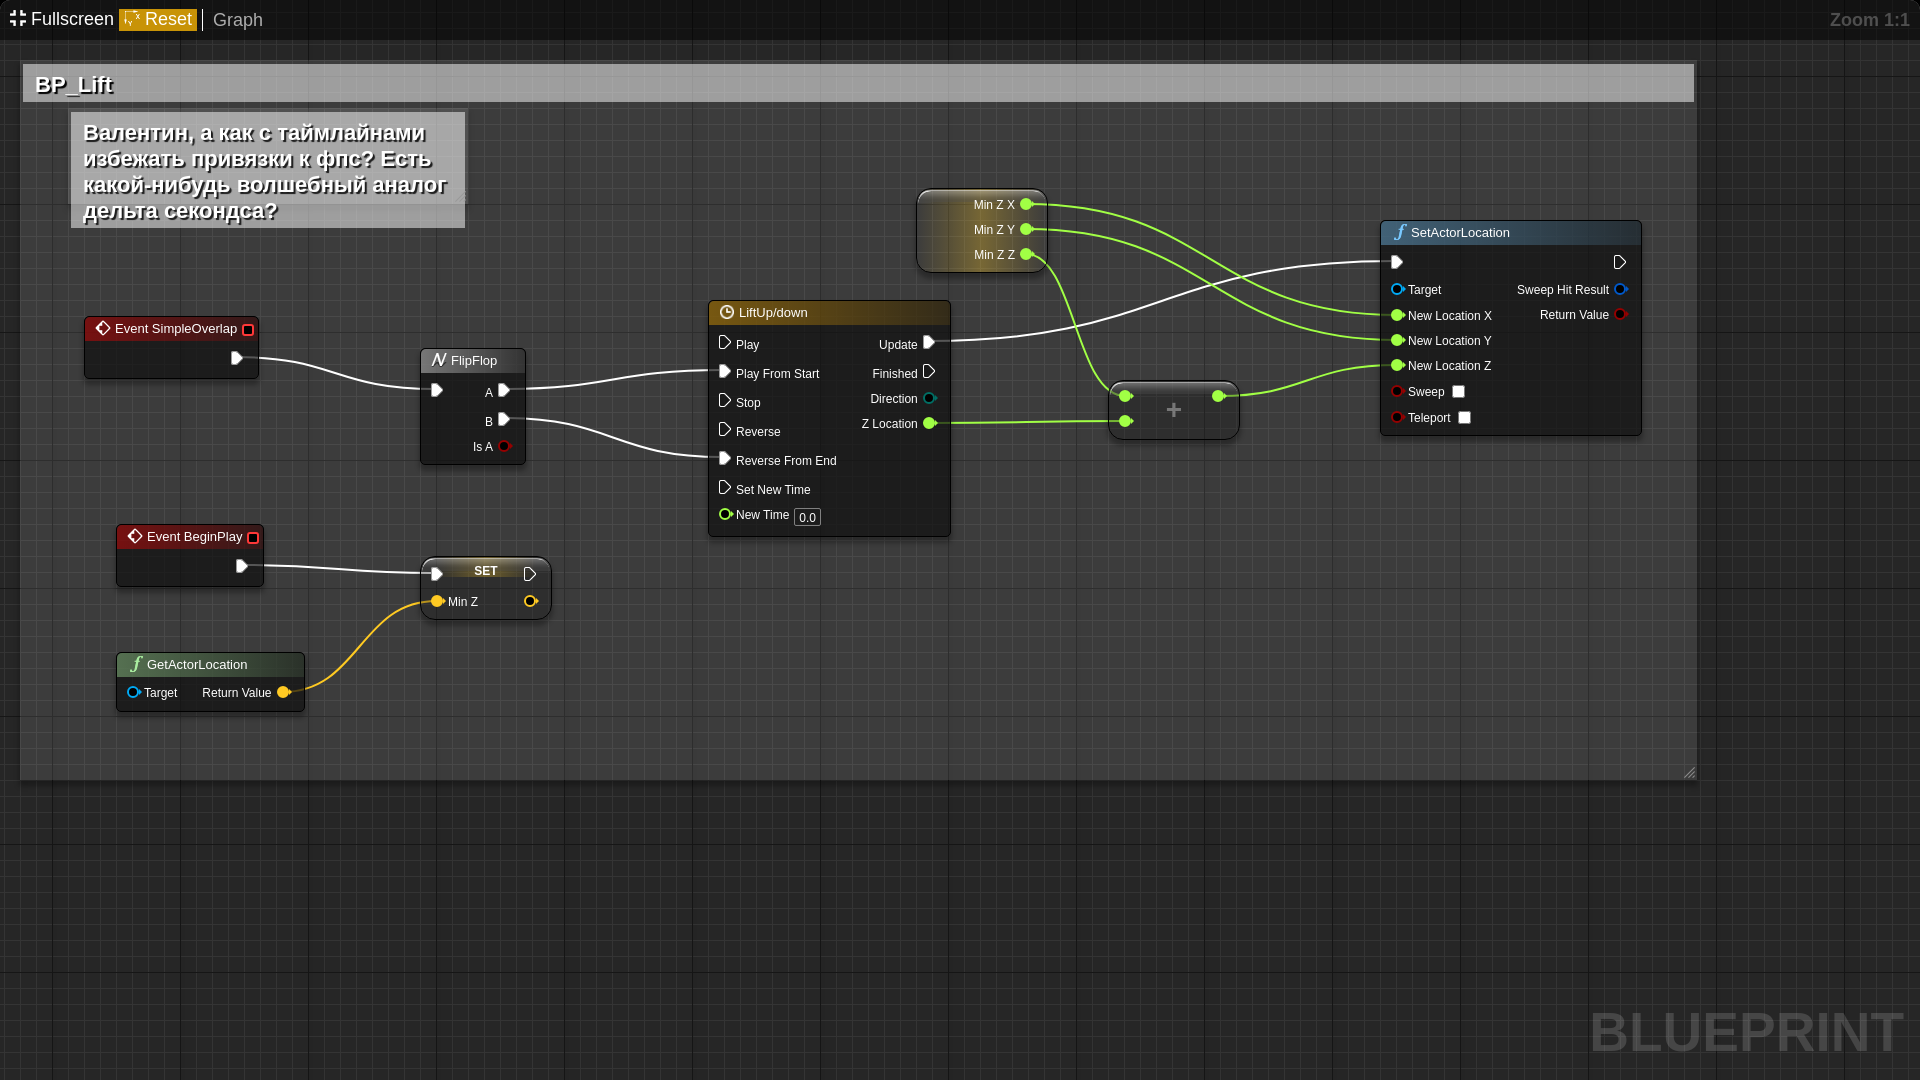 Fullscreen Reset Graph Zoom 1:1
BP_Lift
Валентин, а как с таймлайнами
избежать привязки к фпс? Есть
какой-нибудь волшебный аналог
дельта секондса?
Min Z X
Min Z Y
Min Z Z
SetActorLocation
Target
Sweep Hit Result
New Location X
Return Value
New Location Y
New Location Z
Sweep
Teleport
Event SimpleOverlap
FlipFlop
A
B
Is A
LiftUp/down
Play
Update
Play From Start
Finished
Stop
Direction
Reverse
Z Location
Reverse From End
Set New Time
New Time 0.0
+
Event BeginPlay
SET
Min Z
GetActorLocation
Target
Return Value
BLUEPRINT